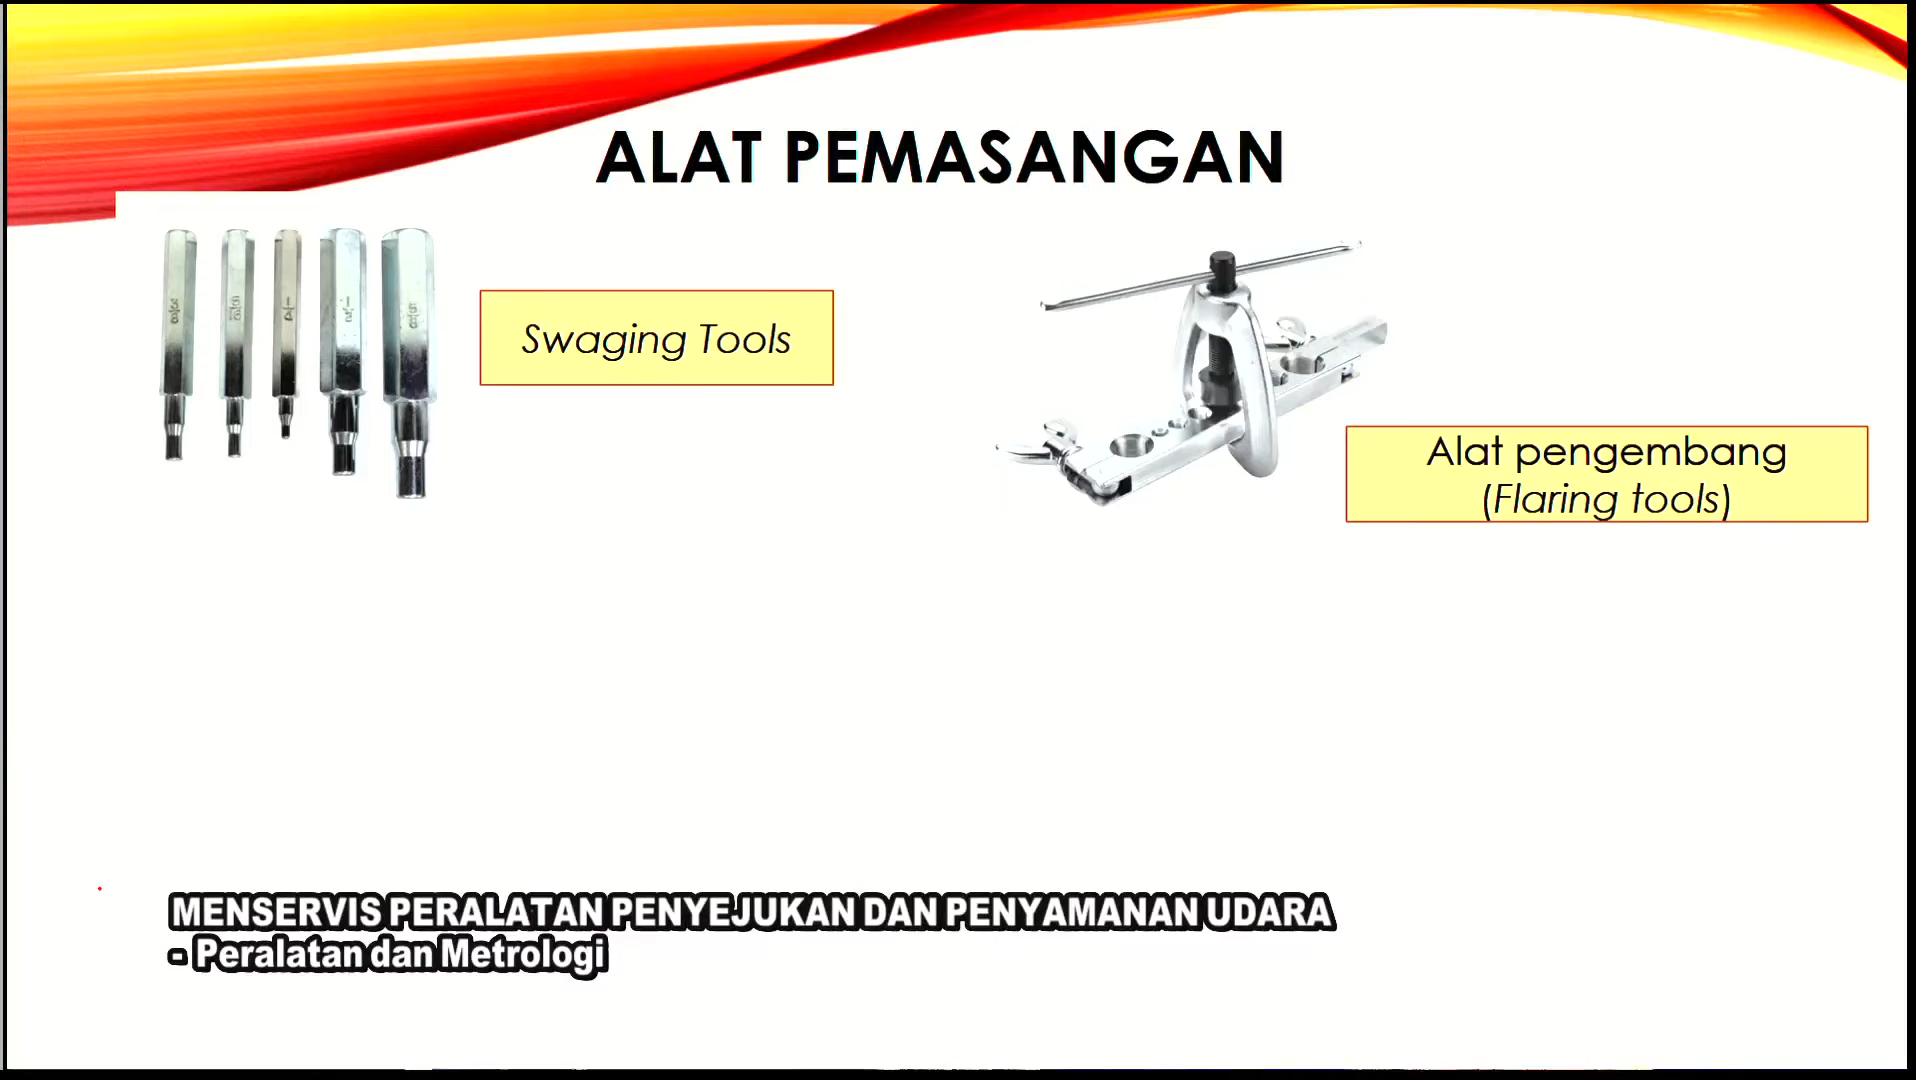 ALAT PEMASANGAN
Swaging Tools
Alat pengembang
(Flaring tools)
MENSERVIS PERALATAN PENYEJUKAN DAN PENYAMANAN UDARA
- Peralatan dan Metrologi